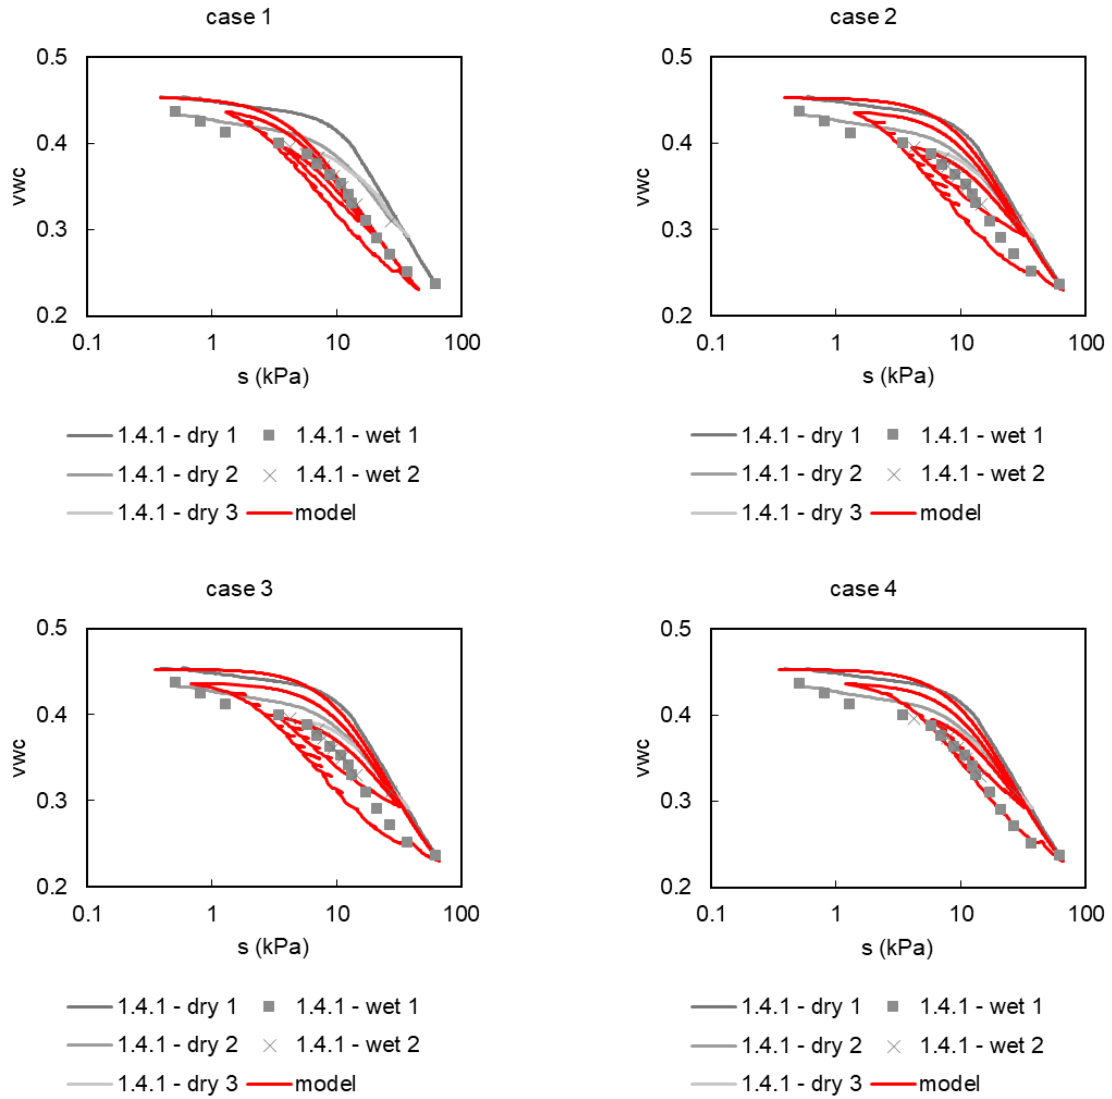 case 1
case 2
0.5
0.4
0.3
0.2
vwc
0.1 1 10 100
s (kPa)
0.5
0.4
0.3
0.2
vwc
0.1 1 10 100
s (kPa)
1.4.1 - dry 1 1.4.1 - wet 1
1.4.1 - dry 2 1.4.1 - wet 2
1.4.1 - dry 3 model
1.4.1 - dry 1 1.4.1 - wet 1
1.4.1 - dry 2 1.4.1 - wet 2
1.4.1 - dry 3 model
case 3
case 4
0.5
0.4
0.3
0.2
vwc
0.1 1 10 100
s (kPa)
0.5
0.4
0.3
0.2
vwc
0.1 1 10 100
s (kPa)
1.4.1 - dry 1 1.4.1 - wet 1
1.4.1 - dry 2 1.4.1 - wet 2
1.4.1 - dry 3 model
1.4.1 - dry 1 1.4.1 - wet 1
1.4.1 - dry 2 1.4.1 - wet 2
1.4.1 - dry 3 model